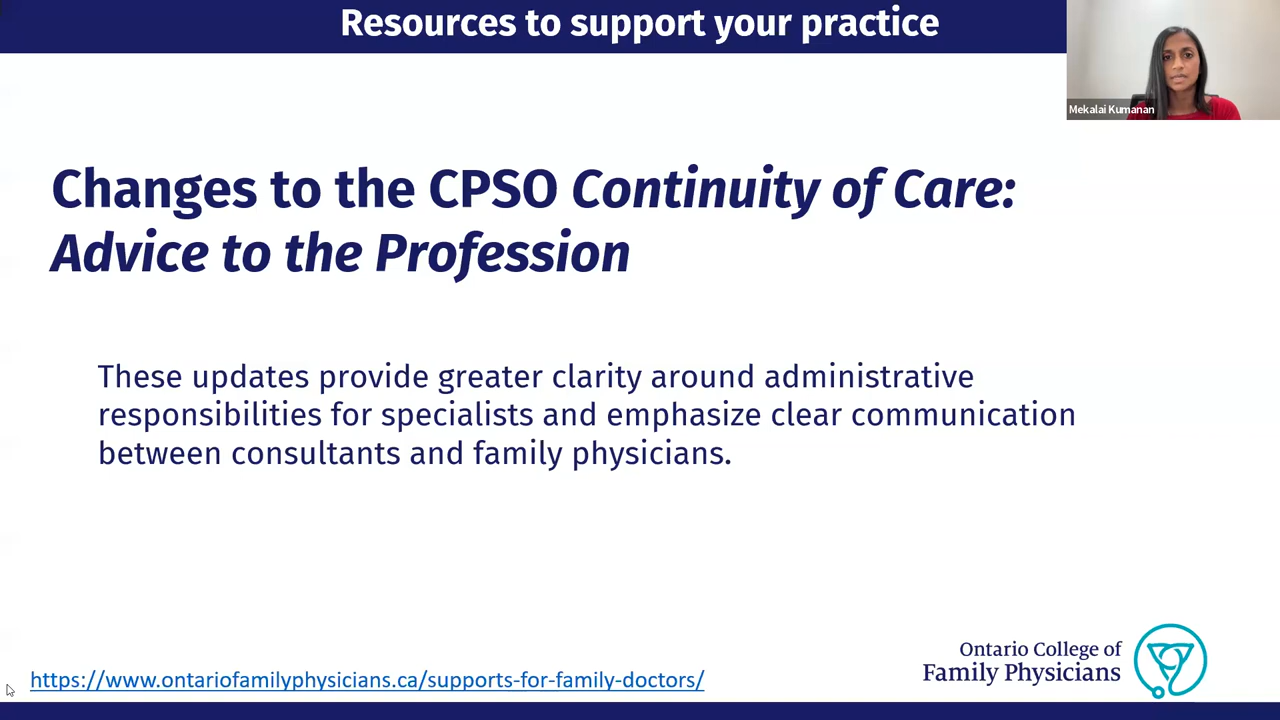 Resources to support your practice
Mekalai Kumanan
Changes to the CPSO Continuity of Care:
Advice to the Profession
These updates provide greater clarity around administrative
responsibilities for specialists and emphasize clear communication
between consultants and family physicians.
Ontario College of
Family Physicians
https://www.ontariofamilyphysicians.ca/supports-for-family-doctors/